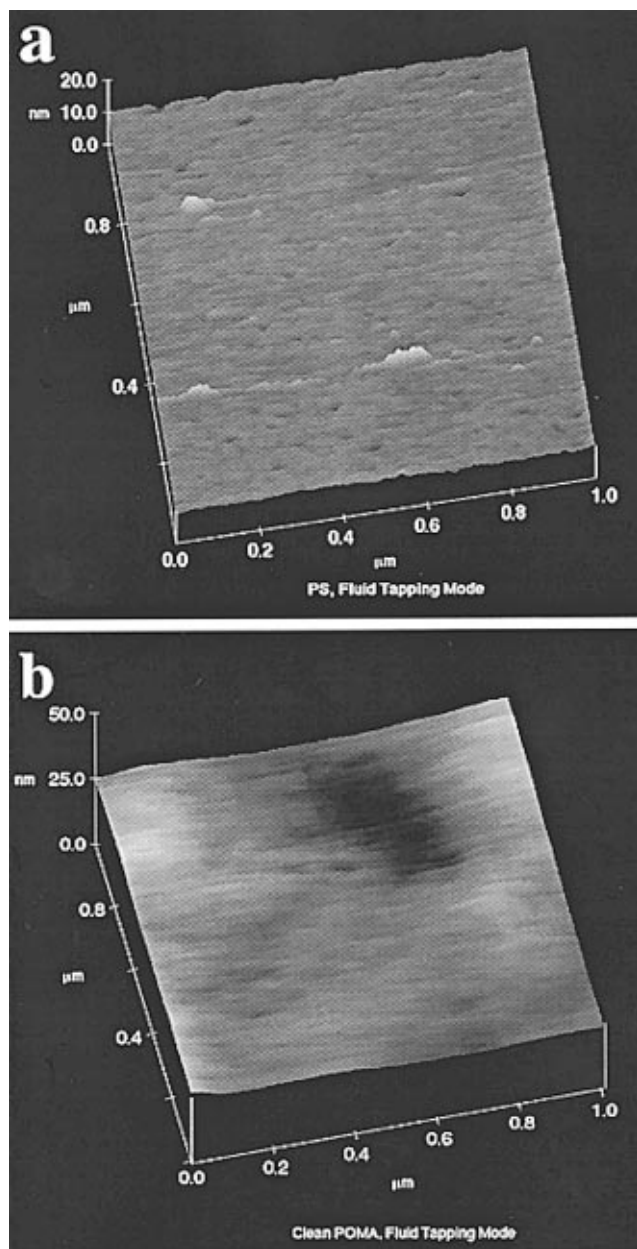 a
20.0
nm 10.0
0.0
0.8
μm
0.4
0.0 0.2 0.4 0.6 0.8 1.0
μm
PS, Fluid Tapping Mode
b
50.0
nm 25.0
0.0
0.8
μm
0.4
0.0 0.2 0.4 0.6 0.8 1.0
μm
Clean POMA, Fluid Tapping Mode